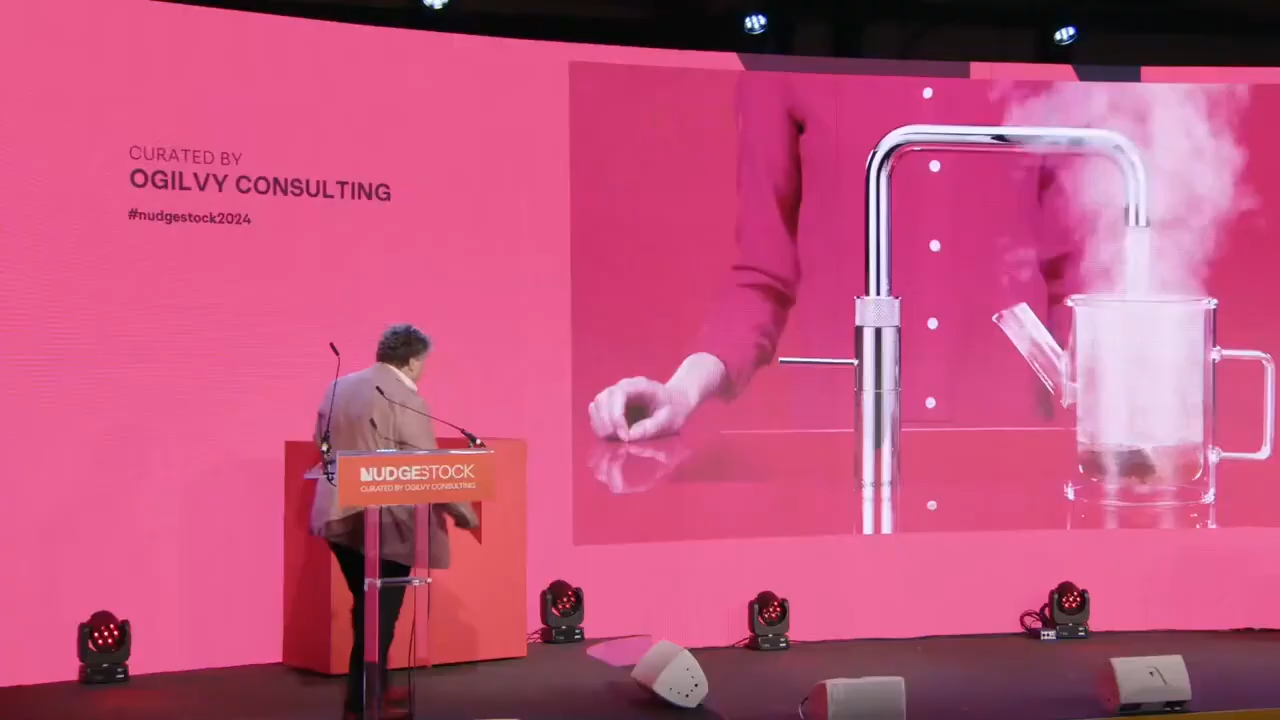 CURATED BY
OGILVY CONSULTING
#nudgestock2024
NUDGESTOCK
CURATED BY OGILVY CONSULTING